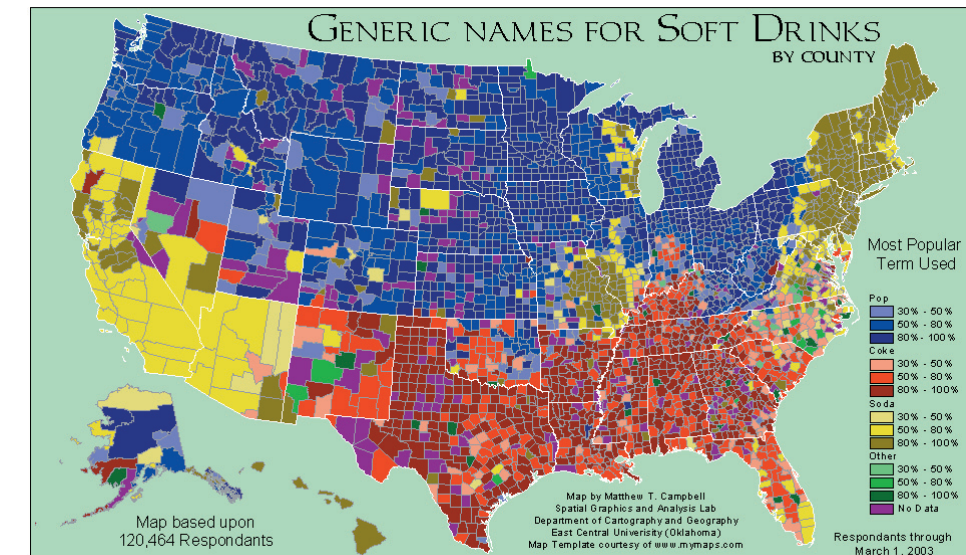 GENERIC NAMES FOR SOFT DRINKS
BY COUNTY
Most Popular
Term Used
Pop
30% - 50%
50% - 80%
80% - 100%
Coke
30% - 50%
50% - 80%
80% - 100%
Soda
30% - 50%
50% - 80%
80% - 100%
Other
30% - 50%
50% - 80%
80% - 100%
No Data
Map based upon
120,464 Respondants
Map by Matthew T. Campbell
Spatial Graphics and Analysis Lab
Department of Cartography and Geography
East Central Univerisity (Oklahoma)
Map Template courtesy of www.mymaps.com
Respondants through
March 1, 2003